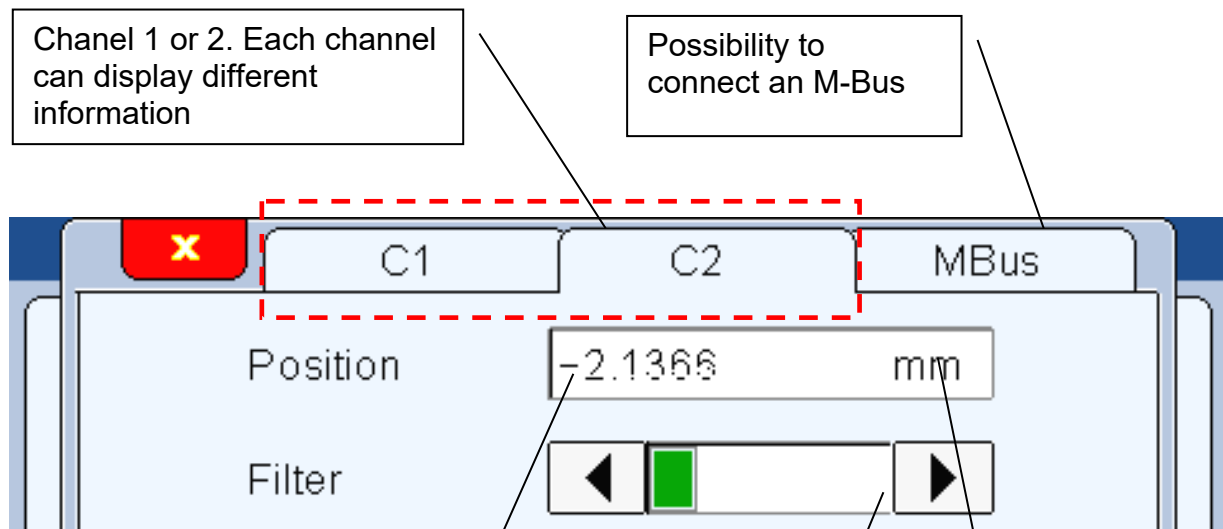 Chanel 1 or 2. Each channel
can display different
information
Possibility to
connect an M-Bus
x
C1
C2
MBus
Position
-2.1366 mm
Filter